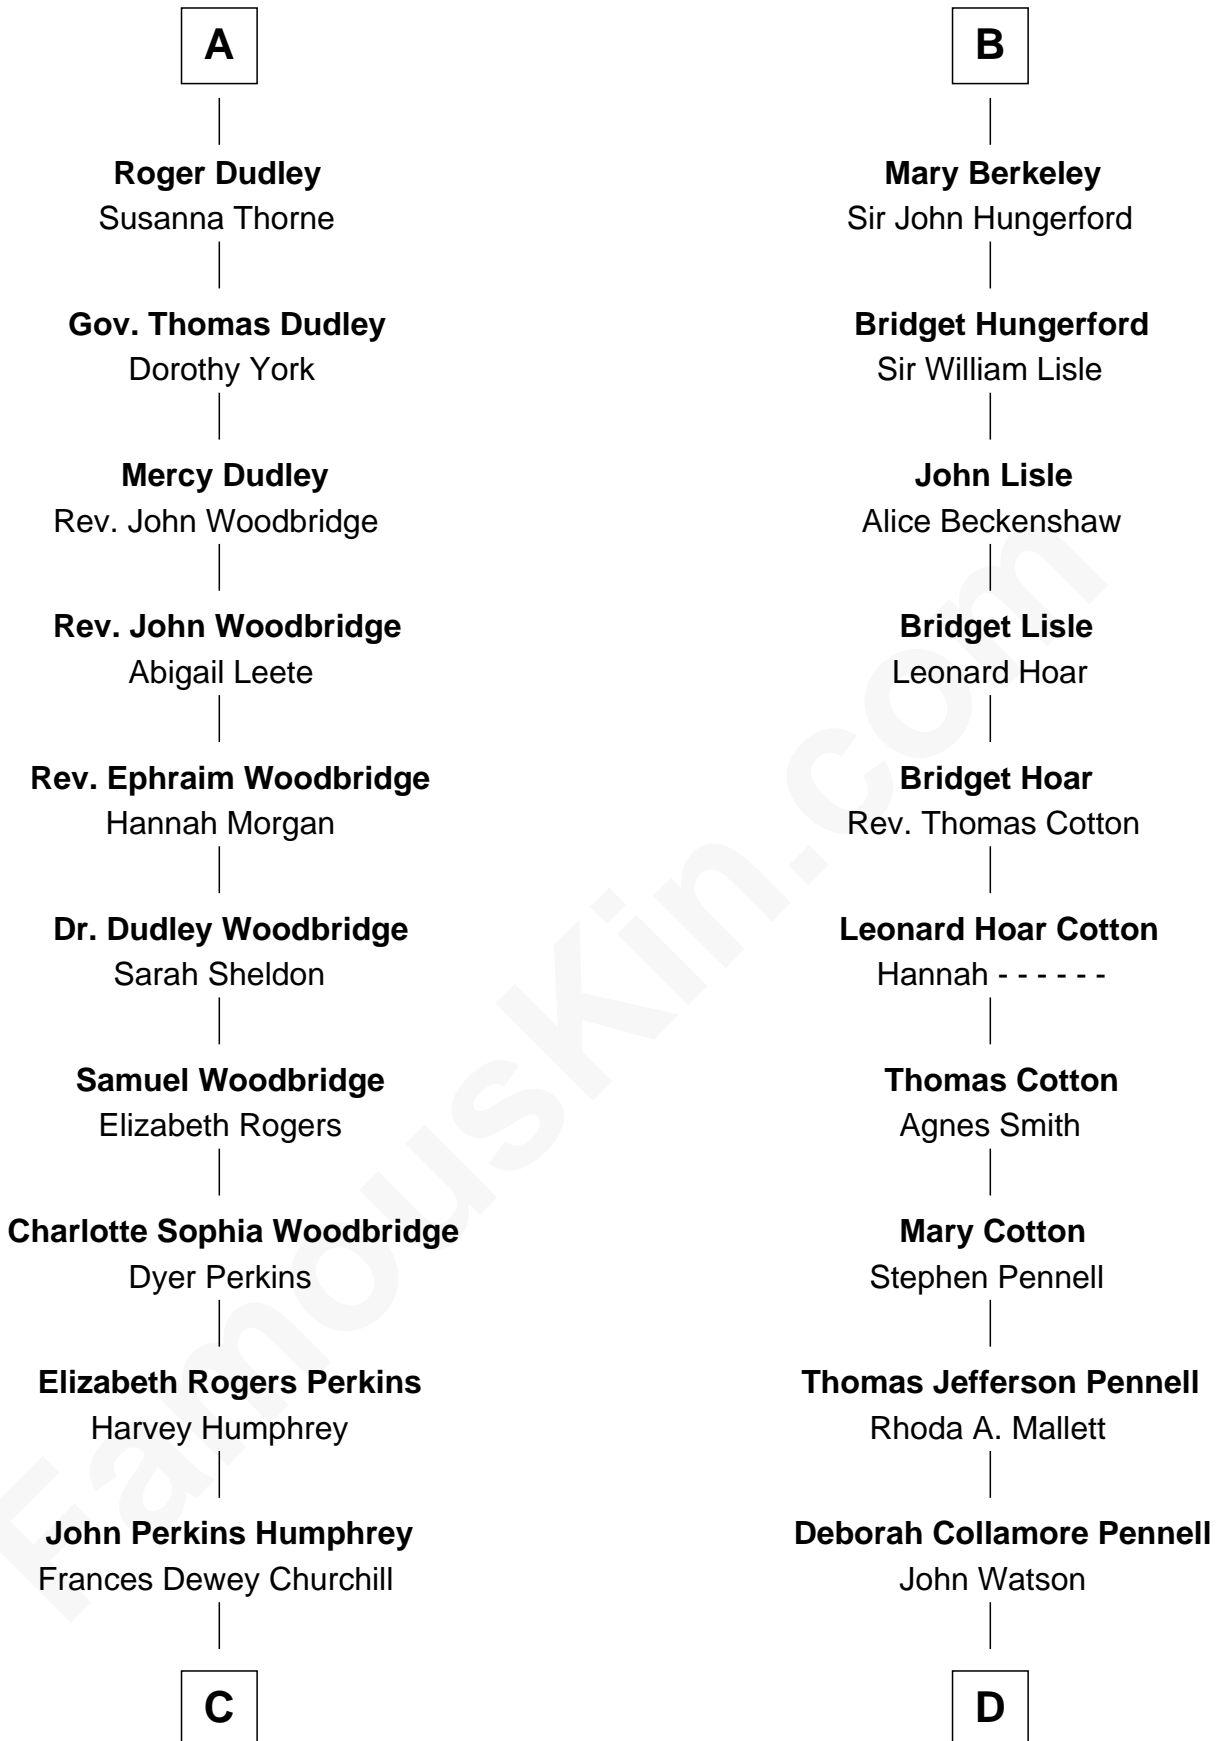 A
Roger Dudley
Susanna Thorne
Gov. Thomas Dudley
Dorothy York
Mercy Dudley
Rev. John Woodbridge
Rev. John Woodbridge
Abigail Leete
Rev. Ephraim Woodbridge
Hannah Morgan
Dr. Dudley Woodbridge
Sarah Sheldon
Samuel Woodbridge
Elizabeth Rogers
Charlotte Sophia Woodbridge
Dyer Perkins
Elizabeth Rogers Perkins
Harvey Humphrey
John Perkins Humphrey
Frances Dewey Churchill
C
B
Mary Berkeley
Sir John Hungerford
Bridget Hungerford
Sir William Lisle
John Lisle
Alice Beckenshaw
Bridget Lisle
Leonard Hoar
Bridget Hoar
Rev. Thomas Cotton
Leonard Hoar Cotton
Hannah - - - - - -
Thomas Cotton
Agnes Smith
Mary Cotton
Stephen Pennell
Thomas Jefferson Pennell
Rhoda A. Mallett
Deborah Collamore Pennell
John Watson
D
FamousKin.com